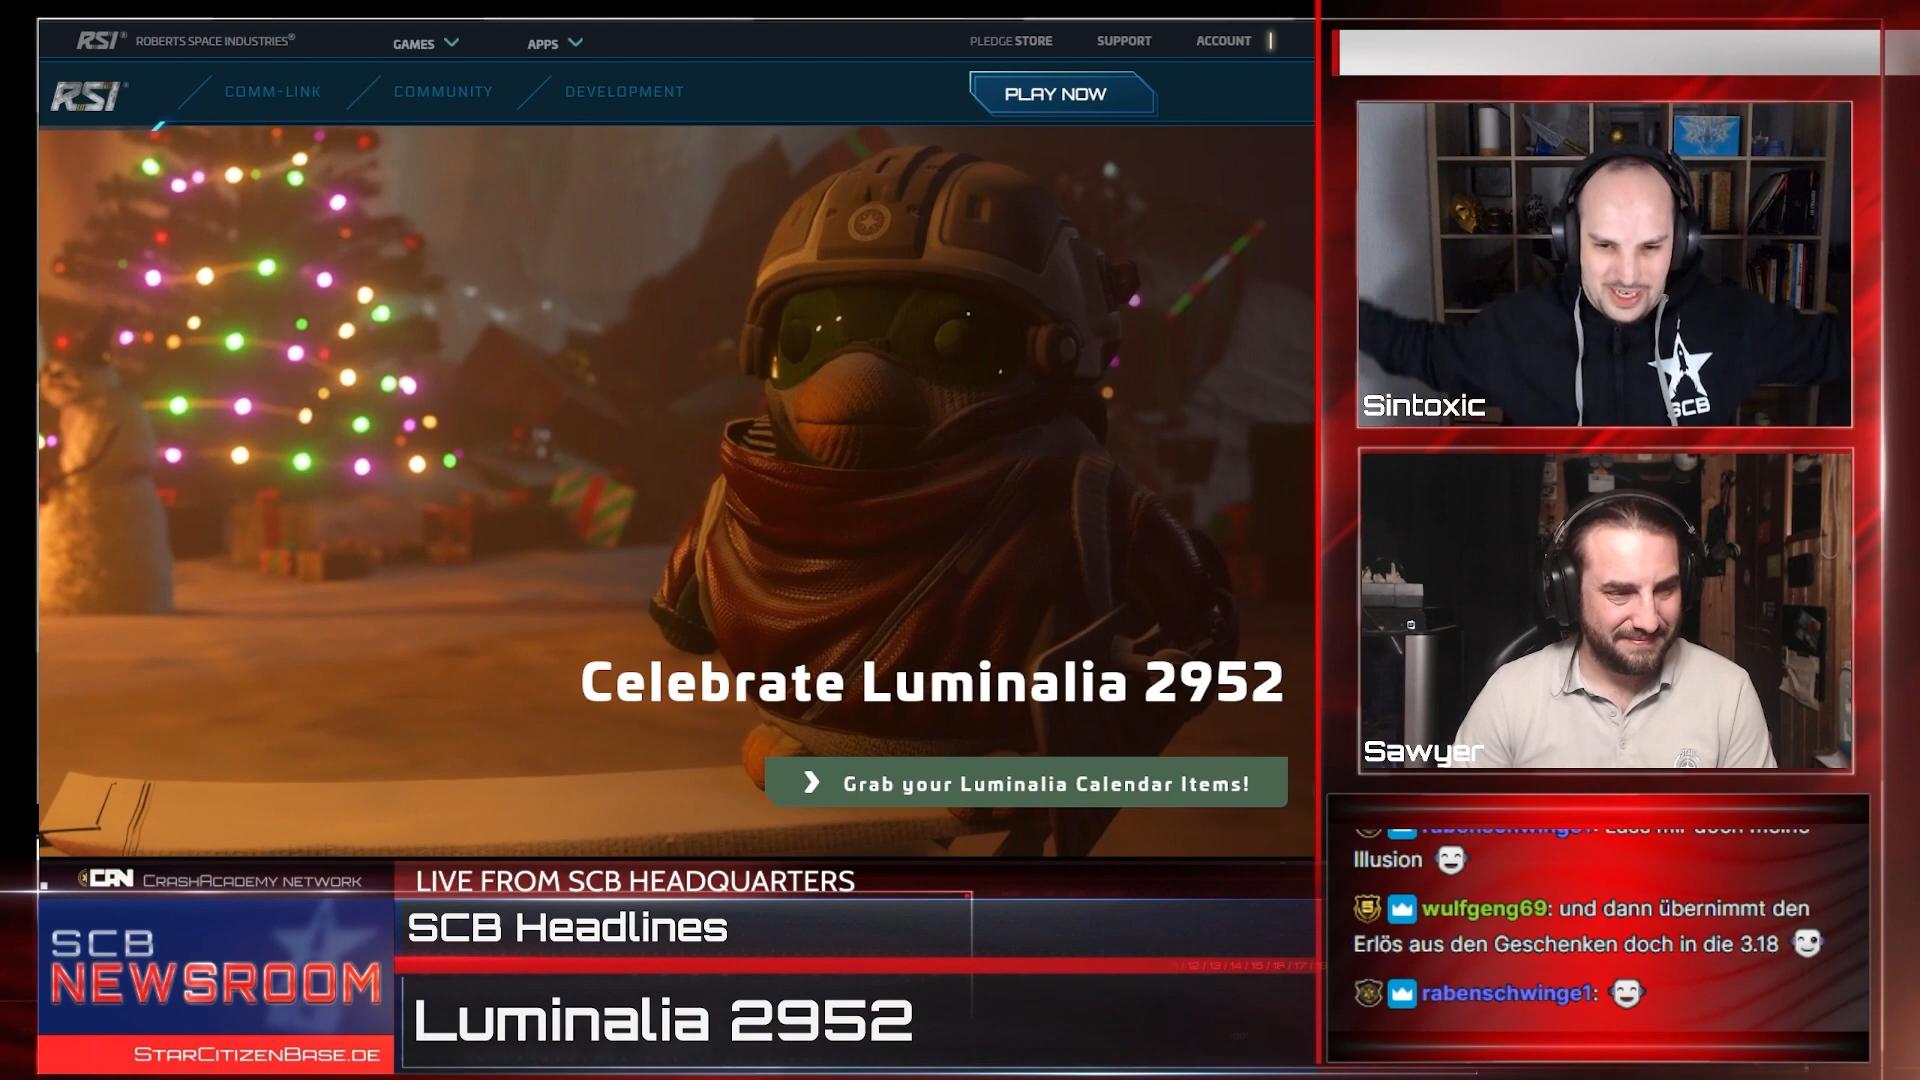 RSI ROBERTS SPACE INDUSTRIES®
GAMES
APPS
PLEDGE STORE
SUPPORT
ACCOUNT
RSI
COMM-LINK
COMMUNITY
DEVELOPMENT
PLAY NOW
Celebrate Luminalia 2952
Grab your Luminalia Calendar Items!
Sintoxic
SCB
Sawyer
Illusion
wulfgeng69: und dann übernimmt den
Erlös aus den Geschenken doch in die 3.18
rabenschwinge1:
CAN CRASHACADEMY NETWORK
LIVE FROM SCB HEADQUARTERS
SCB Headlines
SCB
NEWSROOM
Luminalia 2952
STARCITIZENBASE.DE